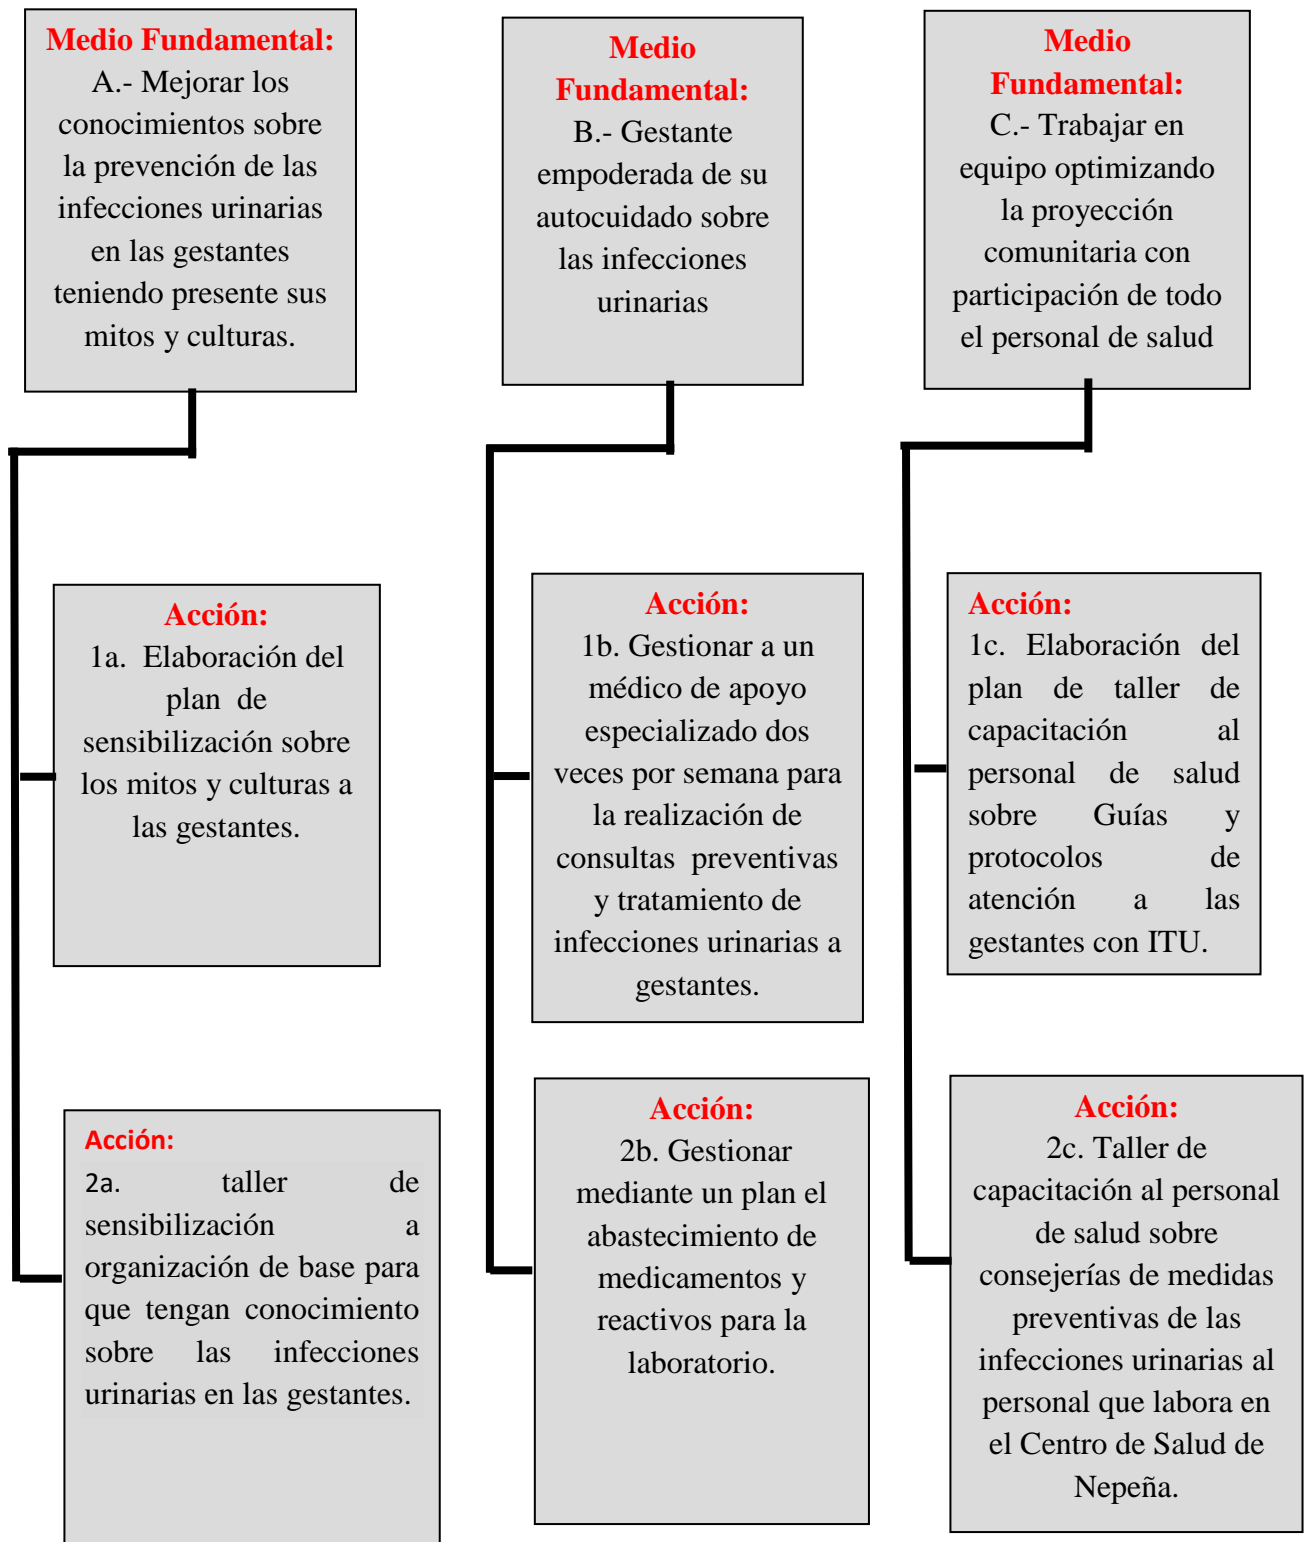 Medio Fundamental:
A.- Mejorar los
conocimientos sobre
la prevención de las
infecciones urinarias
en las gestantes
teniendo presente sus
mitos y culturas.
Medio
Fundamental:
B.- Gestante
empoderada de su
autocuidado sobre
las infecciones
urinarias
Medio
Fundamental:
C.- Trabajar en
equipo optimizando
la proyección
comunitaria con
participación de todo
el personal de salud
Acción:
1a. Elaboración del
plan de
sensibilización sobre
los mitos y culturas a
las gestantes.
Acción:
1b. Gestionar a un
médico de apoyo
especializado dos
veces por semana para
la realización de
consultas preventivas
y tratamiento de
infecciones urinarias a
gestantes.
Acción:
1c. Elaboración del
plan de taller de
capacitación al
personal de salud
sobre Guías y
protocolos de
atención a las
gestantes con ITU.
Acción:
2a. taller de
sensibilización a
organización de base para
que tengan conocimiento
sobre las infecciones
urinarias en las gestantes.
Acción:
2b. Gestionar
mediante un plan el
abastecimiento de
medicamentos y
reactivos para la
laboratorio.
Acción:
2c. Taller de
capacitación al personal
de salud sobre
consejerías de medidas
preventivas de las
infecciones urinarias al
personal que labora en
el Centro de Salud de
Nepeña.